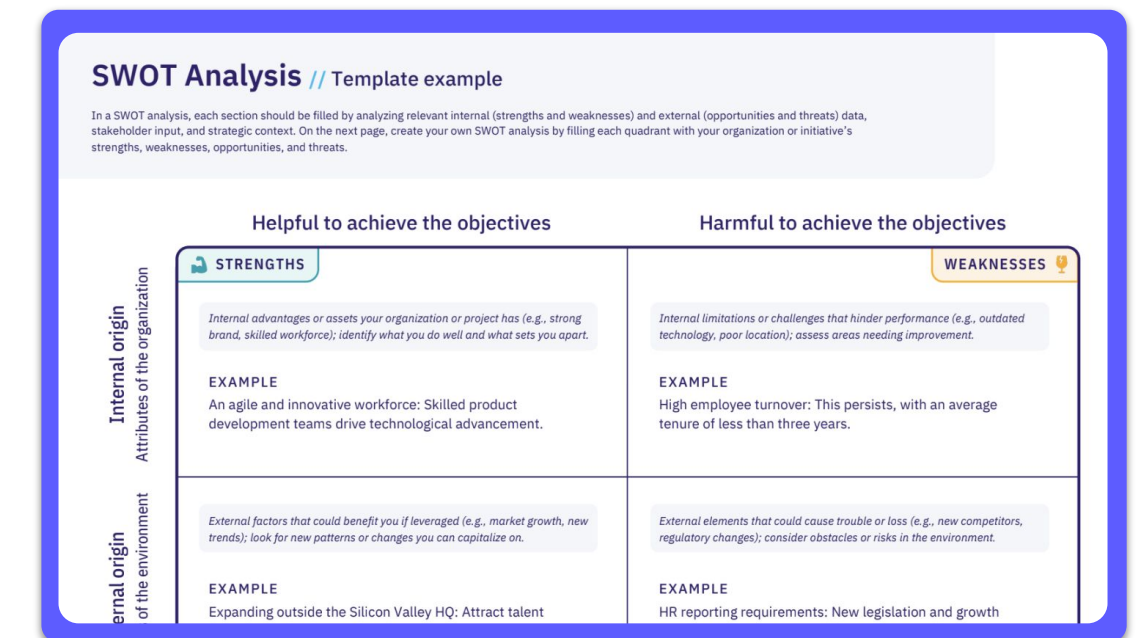 SWOT Analysis // Template example
In a SWOT analysis, each section should be filled by analyzing relevant internal (strengths and weaknesses) and external (opportunities and threats) data,
stakeholder input, and strategic context. On the next page, create your own SWOT analysis by filling each quadrant with your organization or initiative's
strengths, weaknesses, opportunities, and threats.
Helpful to achieve the objectives
Harmful to achieve the objectives
Internal origin
Attributes of the organization
STRENGTHS
Internal advantages or assets your organization or project has (e.g., strong
brand, skilled workforce); identify what you do well and what sets you apart.
EXAMPLE
An agile and innovative workforce: Skilled product
development teams drive technological advancement.
WEAKNESSES
Internal limitations or challenges that hinder performance (e.g., outdated
technology, poor location); assess areas needing improvement.
EXAMPLE
High employee turnover: This persists, with an average
tenure of less than three years.
ernal origin
of the environment
External factors that could benefit you if leveraged (e.g., market growth, new
trends); look for new patterns or changes you can capitalize on.
EXAMPLE
Expanding outside the Silicon Valley HQ: Attract talent
External elements that could cause trouble or loss (e.g., new competitors,
regulatory changes); consider obstacles or risks in the environment.
EXAMPLE
HR reporting requirements: New legislation and growth